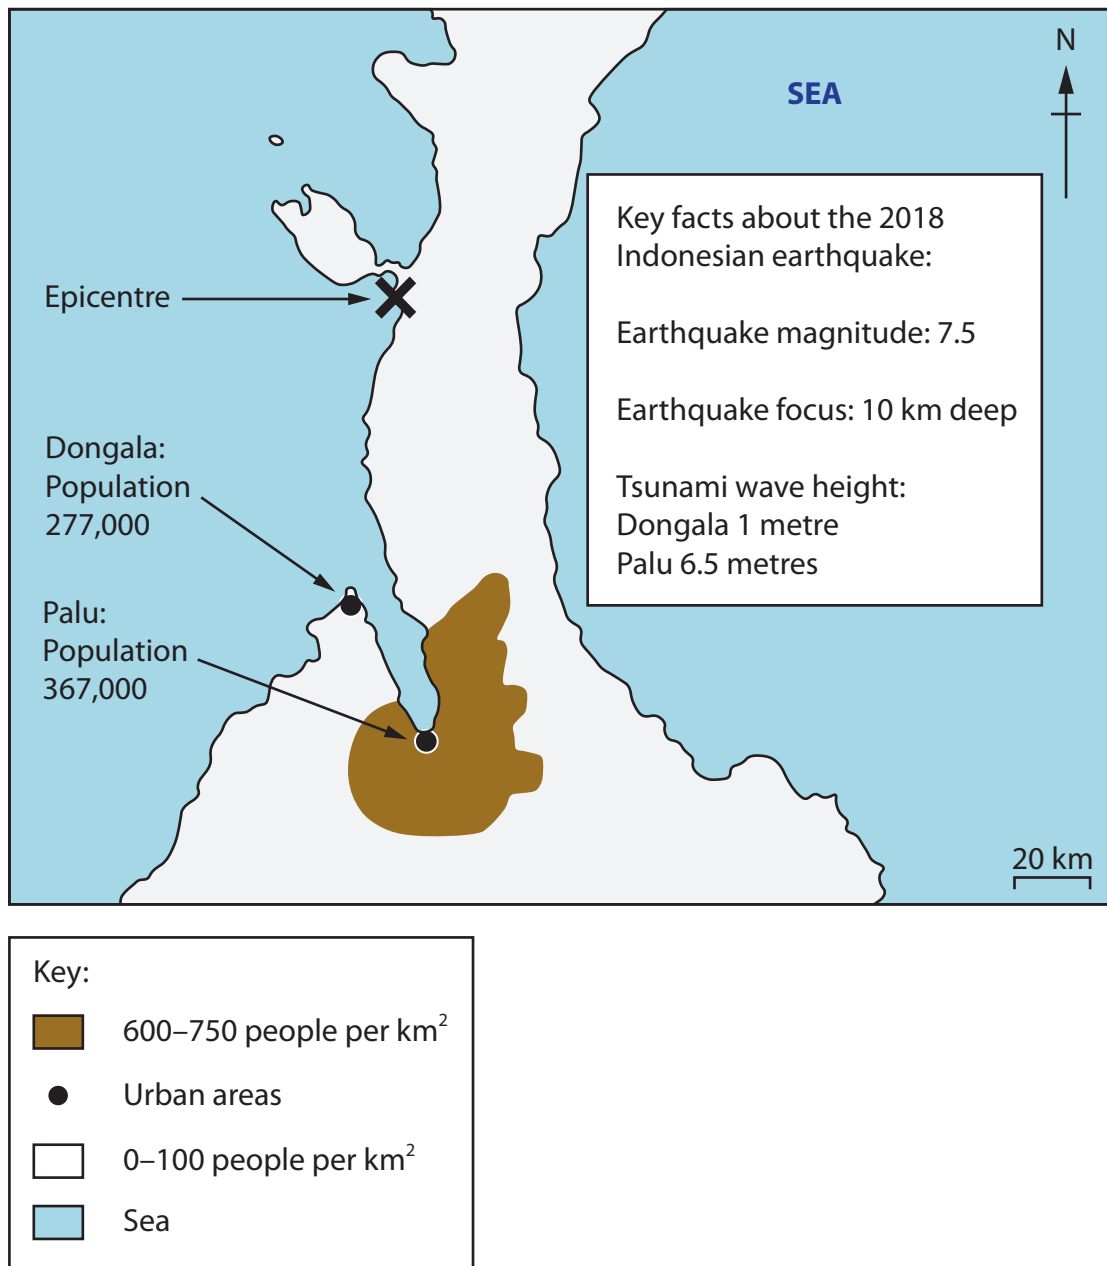 N
SEA
Key facts about the 2018
Indonesian earthquake:
Earthquake magnitude: 7.5
Earthquake focus: 10 km deep
Tsunami wave height:
Dongala 1 metre
Palu 6.5 metres
Epicentre
Dongala:
Population
277,000
Palu:
Population
367,000
20 km
Key:
600–750 people per km²
Urban areas
0–100 people per km²
Sea